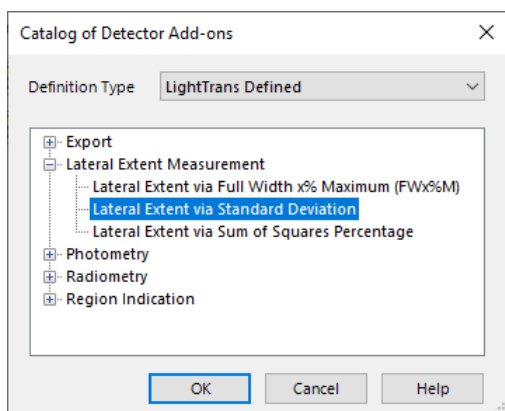 Catalog of Detector Add-ons
Definition Type LightTrans Defined
Export
Lateral Extent Measurement
Lateral Extent via Full Width x% Maximum (FWx%M)
Lateral Extent via Standard Deviation
Lateral Extent via Sum of Squares Percentage
Photometry
Radiometry
Region Indication
OK Cancel Help